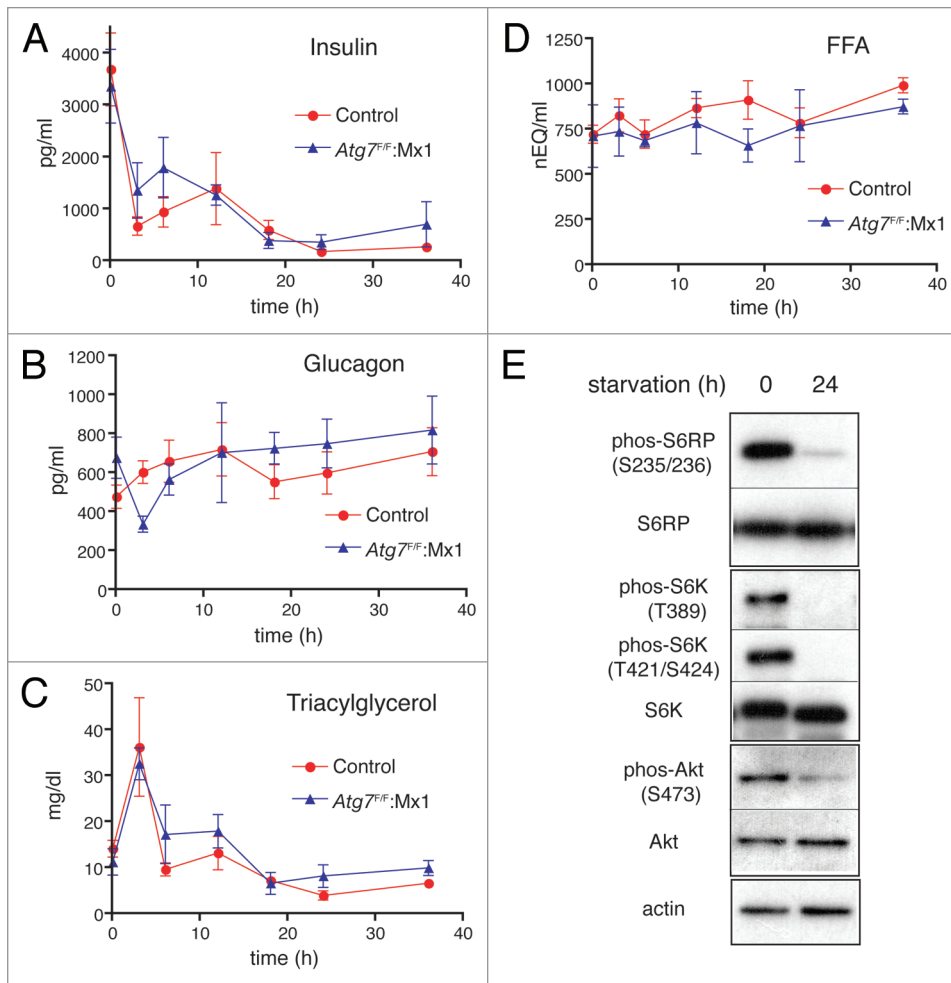 A
Insulin
4000
3000
2000
1000
0
pg/ml
Control
Atg7F/F:Mx1
0 10 20 30 40
time (h)
B
Glucagon
1200
1000
800
600
400
200
0
pg/ml
Control
Atg7F/F:Mx1
0 10 20 30 40
time (h)
C
Triacylglycerol
50
40
30
20
10
0
mg/dl
Control
Atg7F/F:Mx1
0 10 20 30 40
time (h)
D
FFA
1250
1000
750
500
250
0
nEQ/ml
Control
Atg7F/F:Mx1
0 10 20 30 40
time (h)
E
starvation (h) 0 24
phos-S6RP
(S235/236)
S6RP
phos-S6K
(T389)
phos-S6K
(T421/S424)
S6K
phos-Akt
(S473)
Akt
actin